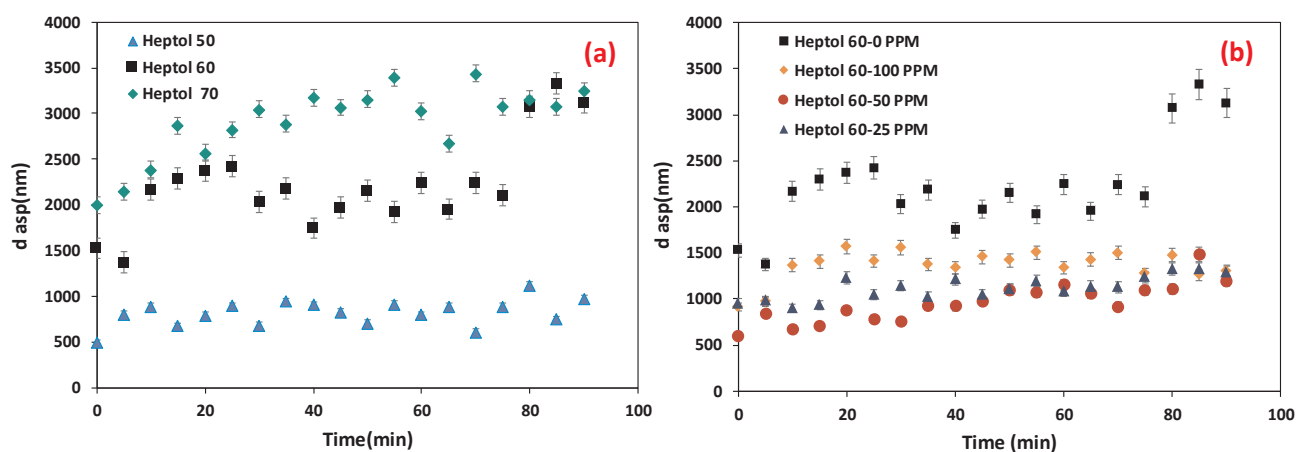 (a)
Heptol 50
Heptol 60
Heptol 70
d asp(nm)
4000
3500
3000
2500
2000
1500
1000
500
0
0 20 40 60 80 100
Time(min)
(b)
Heptol 60-0 PPM
Heptol 60-100 PPM
Heptol 60-50 PPM
Heptol 60-25 PPM
d asp(nm)
4000
3500
3000
2500
2000
1500
1000
500
0
0 20 40 60 80 100
Time (min)